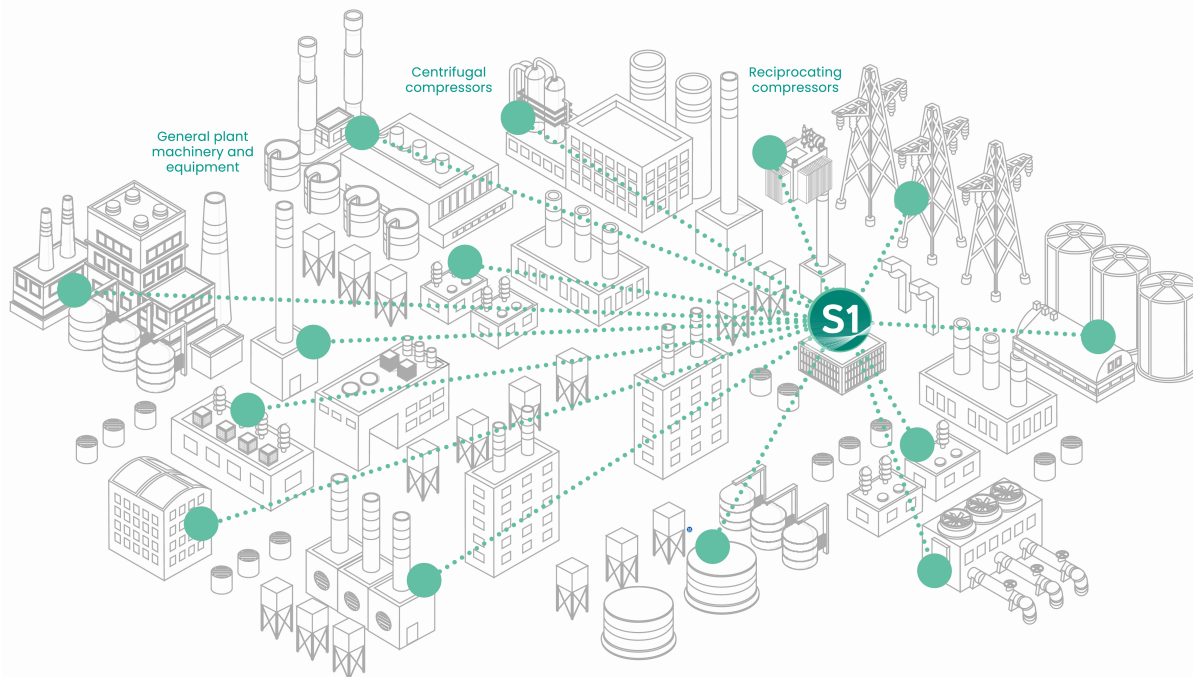 Centrifugal
compressors
Reciprocating
compressors
General plant
machinery and
equipment
S1